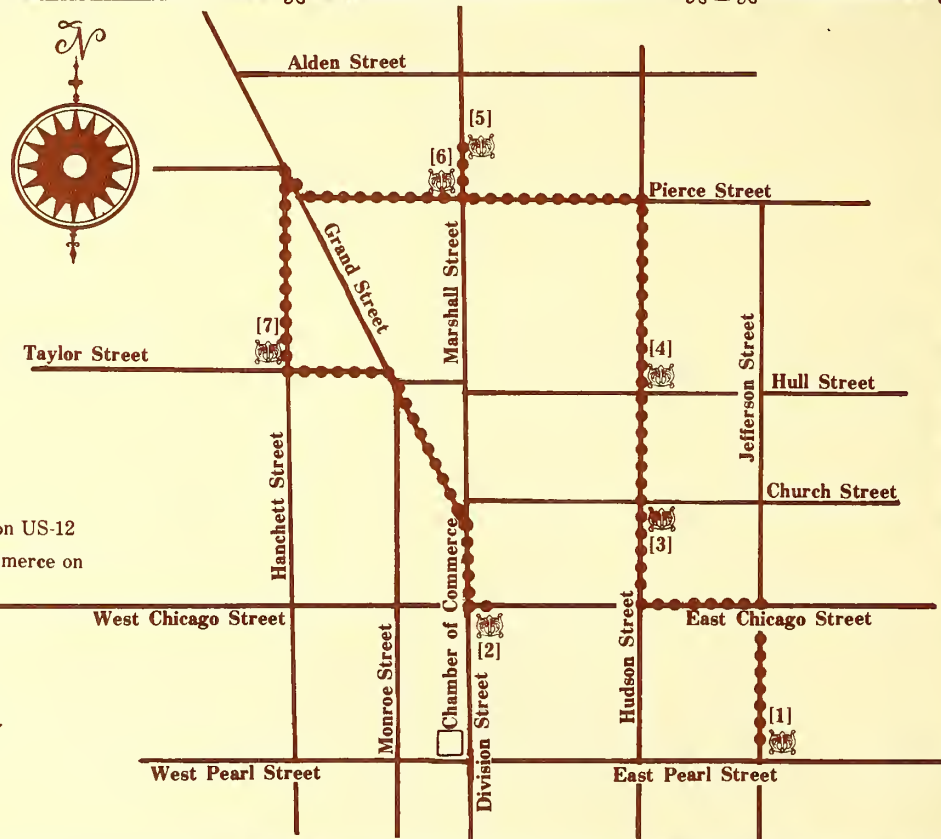 N
Alden Street
[5]
[6]
Pierce Street
Grand Street
Marshall Street
[7]
Taylor Street
[4]
Hull Street
Jefferson Street
Hanchett Street
Church Street
on US-12
merce on
[3]
Chamber of Commerce
West Chicago Street
East Chicago Street
[2]
Monroe Street
Hudson Street
Division Street
[1]
West Pearl Street
East Pearl Street